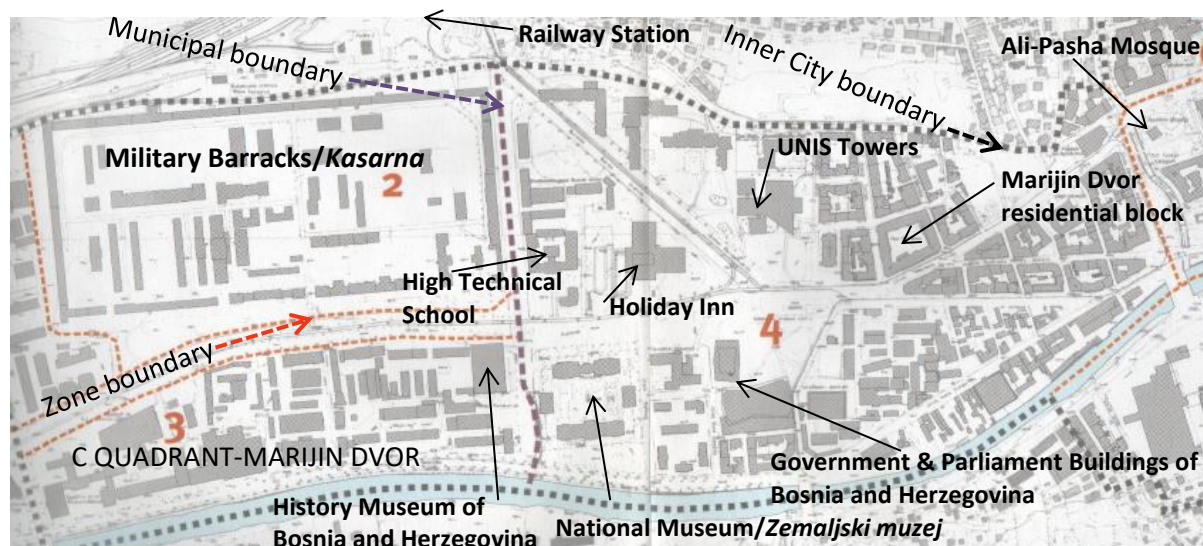 Municipal boundary
Railway Station
Inner City boundary
Ali-Pasha Mosque
Military Barracks/Kasarna
2
UNIS Towers
Marijin Dvor
residential block
High Technical
School
Holiday Inn
Zone boundary
4
3
C QUADRANT-MARIJIN DVOR
Government & Parliament Buildings of
Bosnia and Herzegovina
History Museum of
Bosnia and Herzegovina
National Museum/Zemaljski muzej